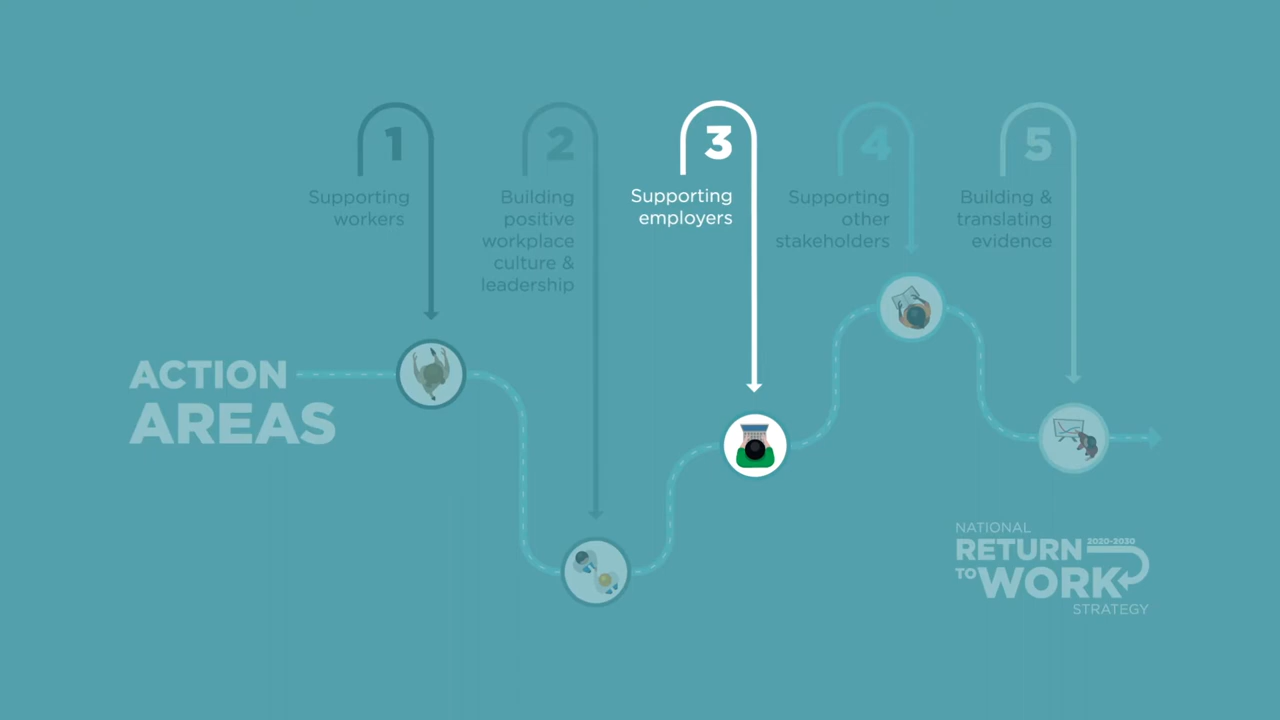 1
Supporting
workers
2
Building
positive
workplace
culture &
leadership
3
Supporting
employers
4
Supporting
other
stakeholders
5
Building &
translating
evidence
ACTION
AREAS
NATIONAL
RETURN 2020-2030
TO WORK
STRATEGY